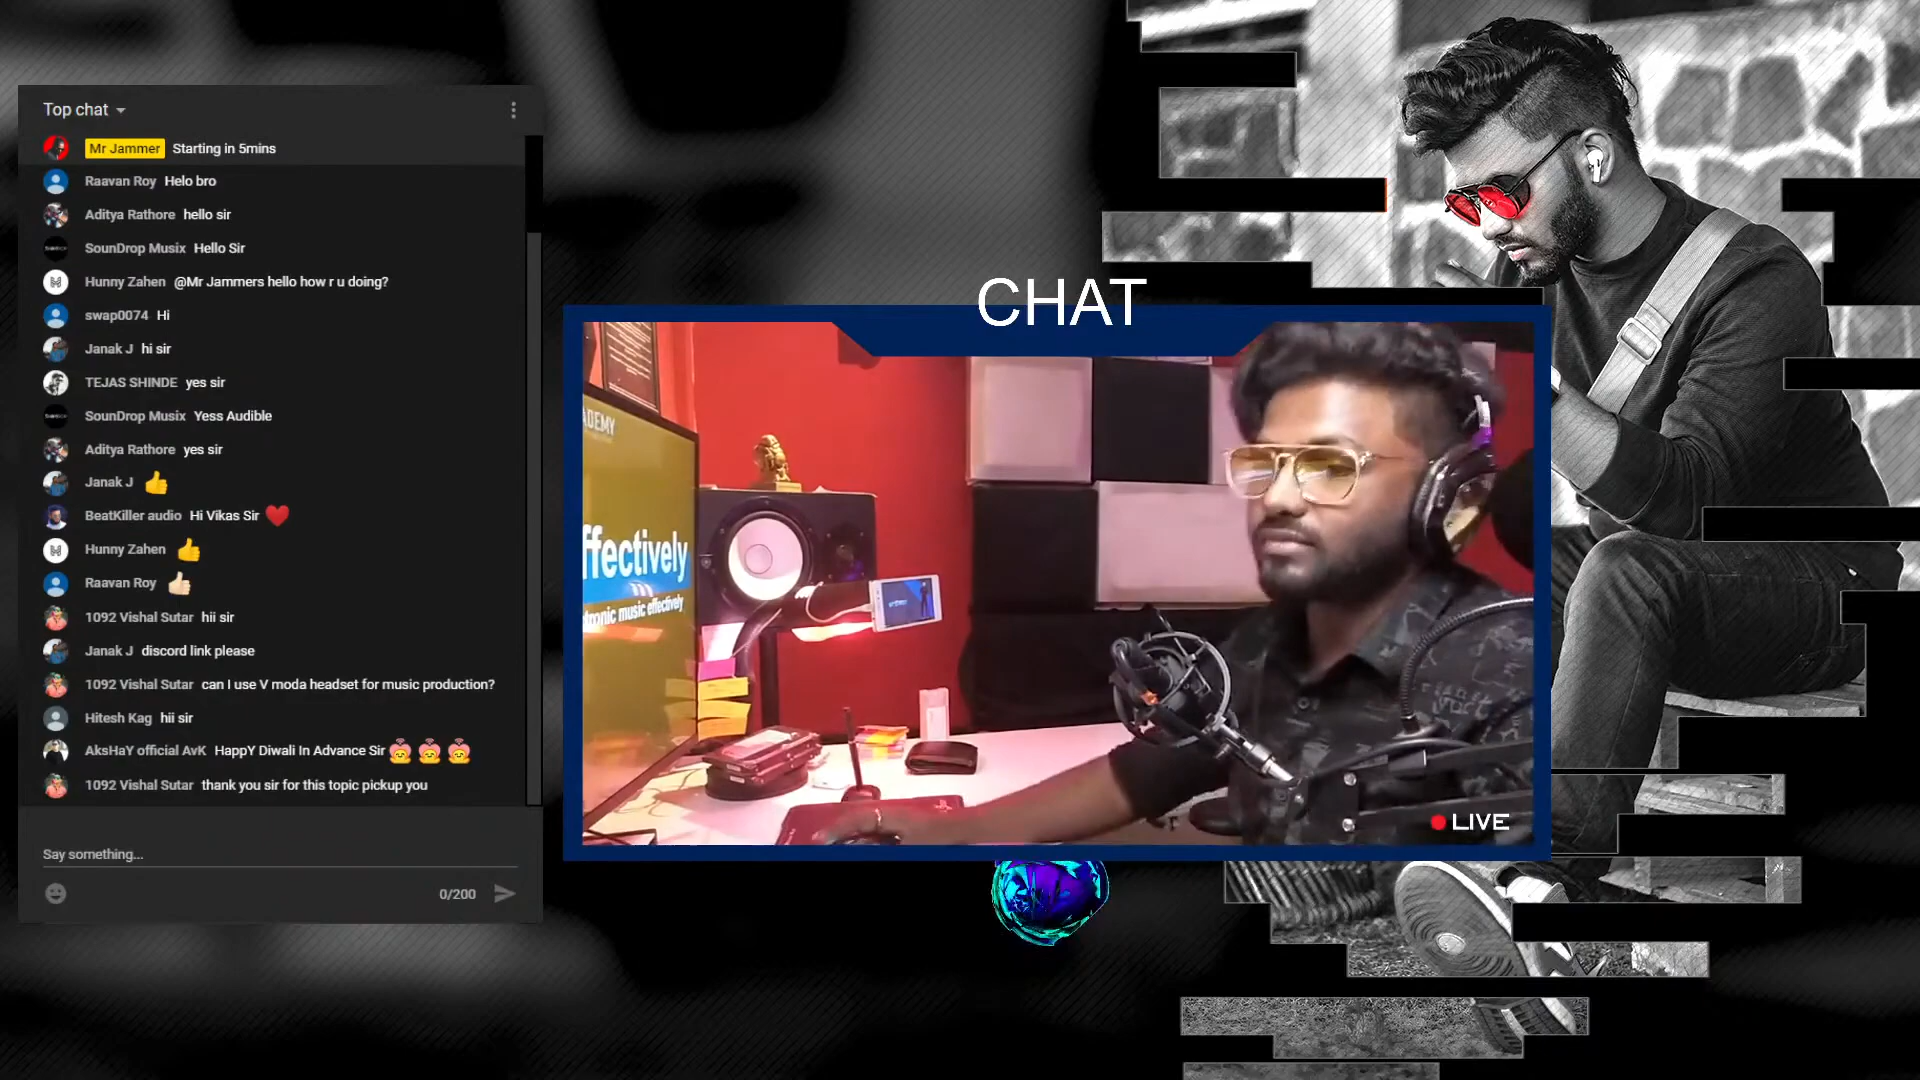 Top chat
Mr Jammer Starting in 5mins
Raavan Roy Helo bro
Aditya Rathore hello sir
SounDrop Musix Hello Sir
Hunny Zahen @Mr Jammers hello how r u doing?
swap0074 Hi
Janak J hi sir
TEJAS SHINDE yes sir
SounDrop Musix Yess Audible
Aditya Rathore yes sir
Janak J 👍
BeatKiller audio Hi Vikas Sir ❤️
Hunny Zahen 👍
Raavan Roy 👍🏻
1092 Vishal Sutar hii sir
Janak J discord link please
1092 Vishal Sutar can I use V moda headset for music production?
Hitesh Kag hii sir
AksHaY official AvK HappY Diwali In Advance Sir
1092 Vishal Sutar thank you sir for this topic pickup you
Say something...
0/200
CHAT
ADEMY
ffectively
tronic music effectively
LIVE